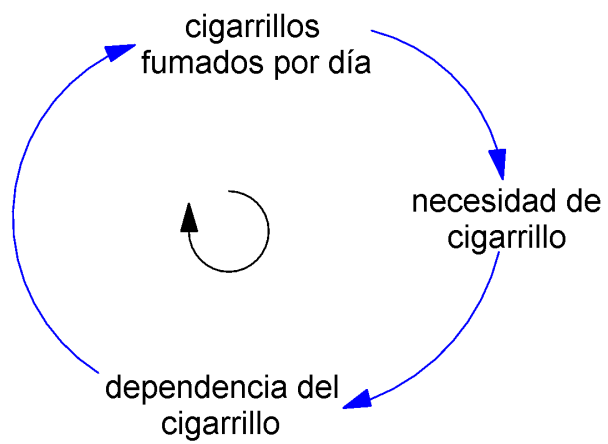 cigarrillos
fumados por día
necesidad de
cigarrillo
dependencia del
cigarrillo